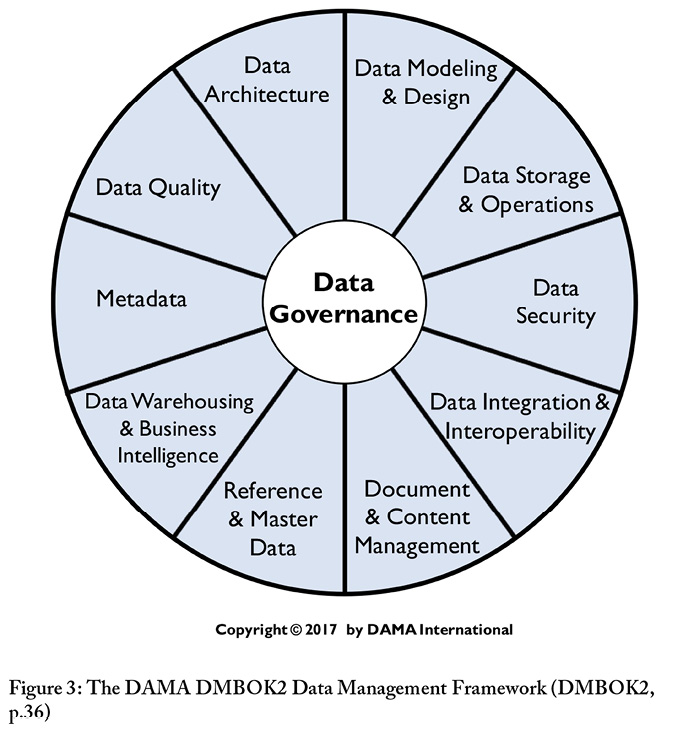 Data
Architecture
Data Modeling
& Design
Data Storage
& Operations
Data
Security
Data Integration &
Interoperability
Document
& Content
Management
Reference
& Master
Data
Data Warehousing
& Business
Intelligence
Metadata
Data Quality
Data
Governance
Copyright © 2017 by DAMA International
Figure 3: The DAMA DMBOK2 Data Management Framework (DMBOK2,
p.36)